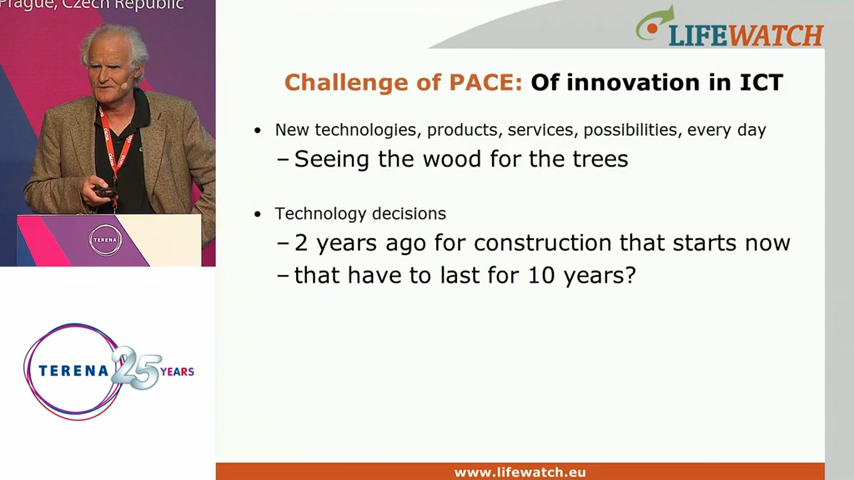 Prague, Czech Republic
TERENA
TERENA 25 YEARS
LIFEWATCH
Challenge of PACE: Of innovation in ICT
• New technologies, products, services, possibilities, every day
– Seeing the wood for the trees
• Technology decisions
– 2 years ago for construction that starts now
– that have to last for 10 years?
www.lifewatch.eu